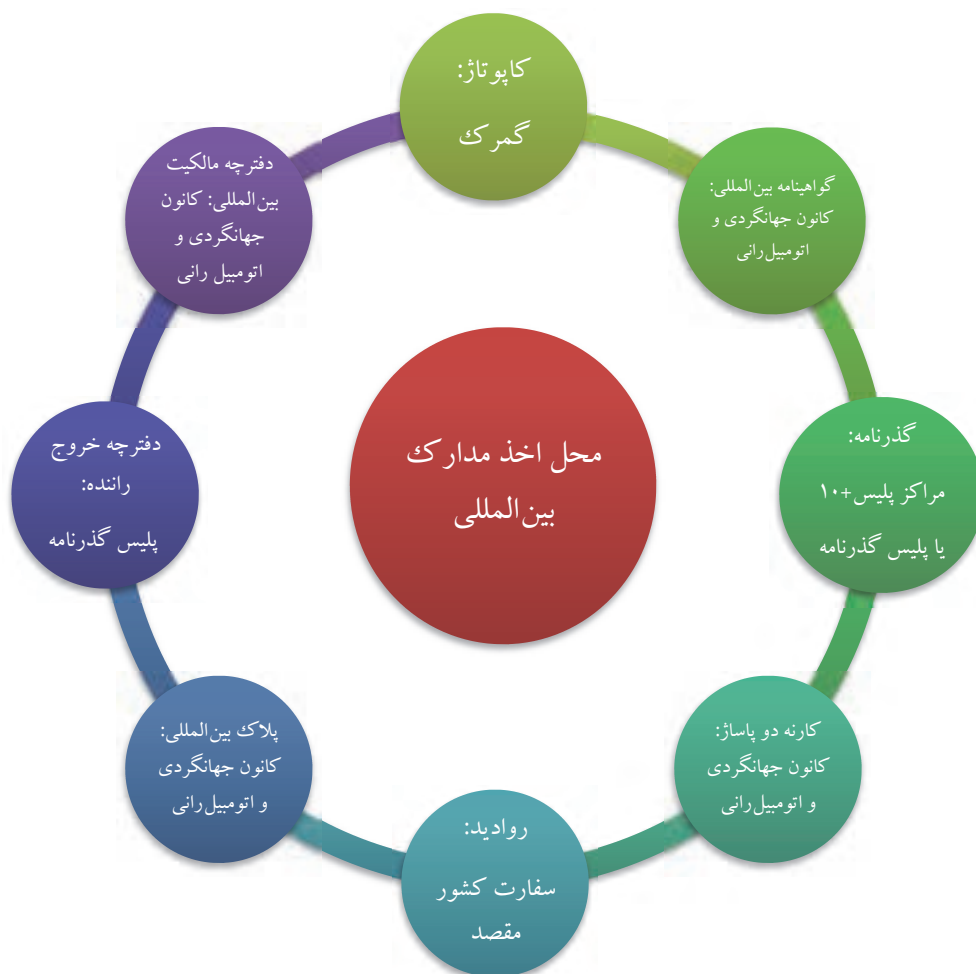 محل اخذ مدارک
بین‌المللی
کاپوتاژ:
گمرک
گواهینامه بین‌المللی:
کانون جهانگردی و
اتومبیل‌رانی
گذرنامه:
مراکز پلیس+۱۰
یا پلیس گذرنامه
کارنه دو پاساژ:
کانون جهانگردی
و اتومبیل‌رانی
روادید:
سفارت کشور
مقصد
پلاک بین‌المللی:
کانون جهانگردی
و اتومبیل‌رانی
دفترچه خروج
راننده:
پلیس گذرنامه
دفترچه مالکیت
بین‌المللی: کانون
جهانگردی و
اتومبیل رانی